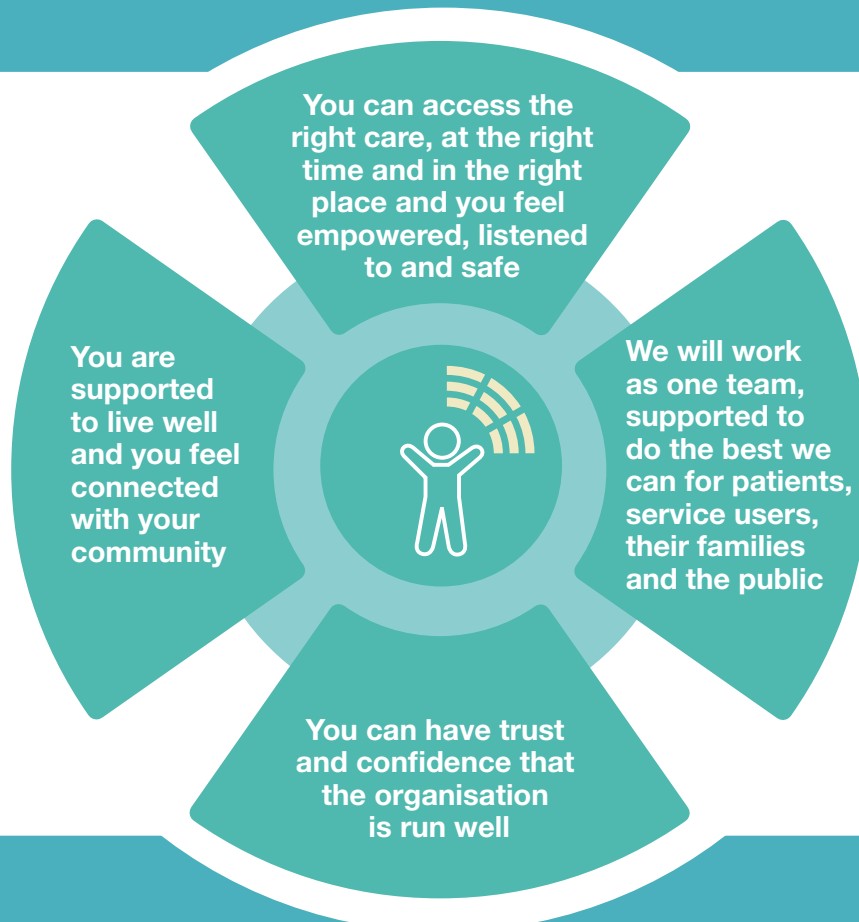 You can access the
right care, at the right
time and in the right
place and you feel
empowered, listened
to and safe
You are
supported
to live well
and you feel
connected
with your
community
We will work
as one team,
supported to
do the best we
can for patients,
service users,
their families
and the public
You can have trust
and confidence that
the organisation
is run well